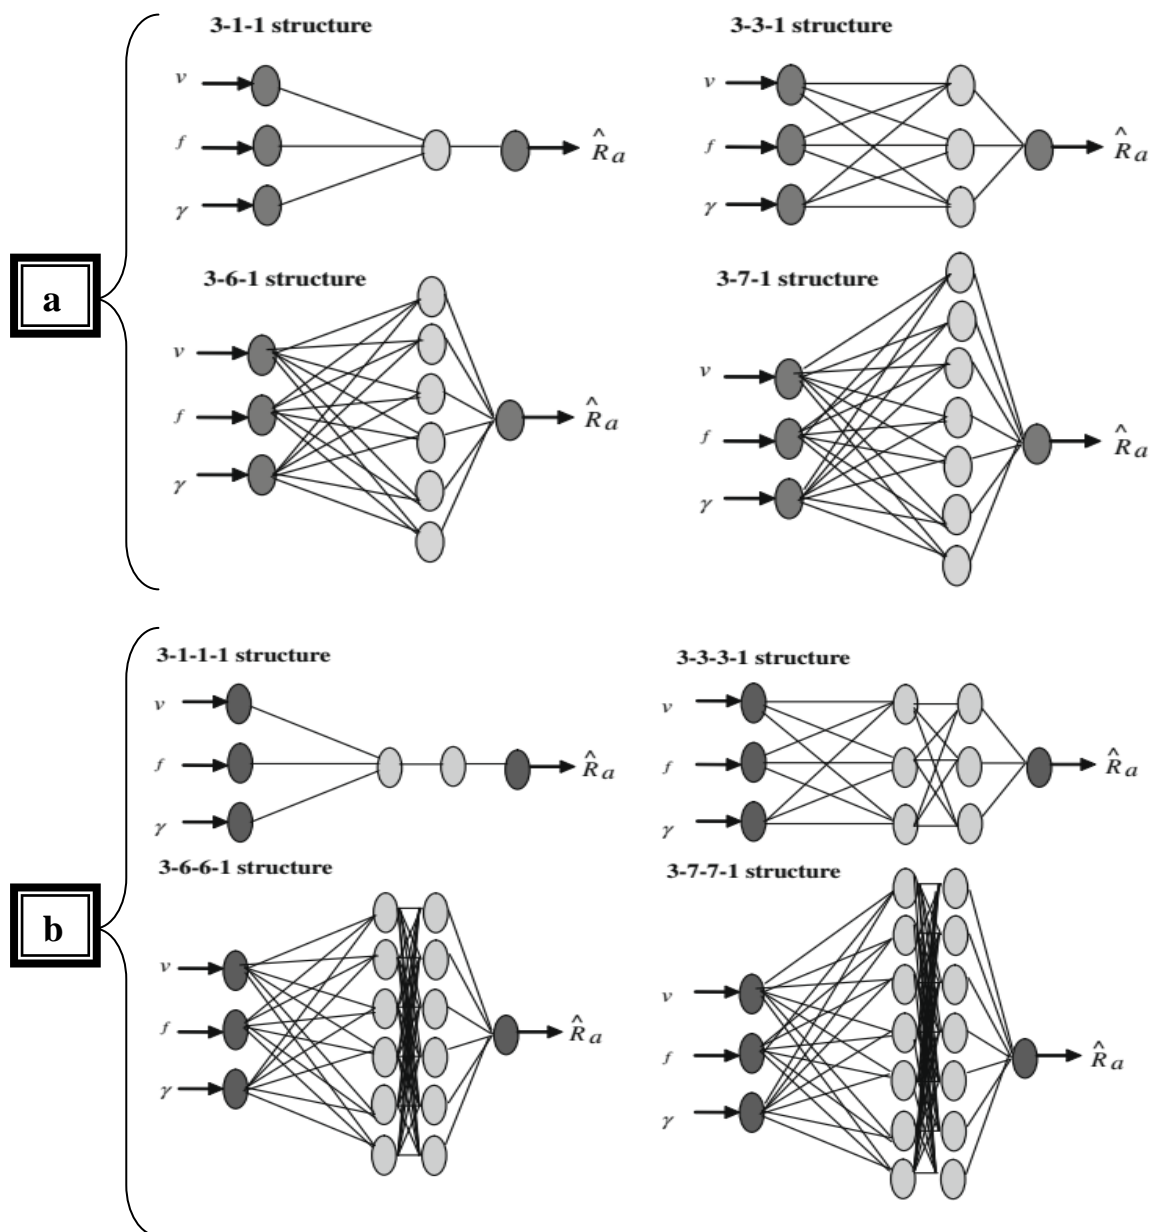 a
3-1-1 structure
v
f
γ
R̂a
3-3-1 structure
v
f
γ
R̂a
3-6-1 structure
v
f
γ
R̂a
3-7-1 structure
v
f
γ
R̂a
b
3-1-1-1 structure
v
f
γ
R̂a
3-3-3-1 structure
v
f
γ
R̂a
3-6-6-1 structure
v
f
γ
R̂a
3-7-7-1 structure
v
f
γ
R̂a